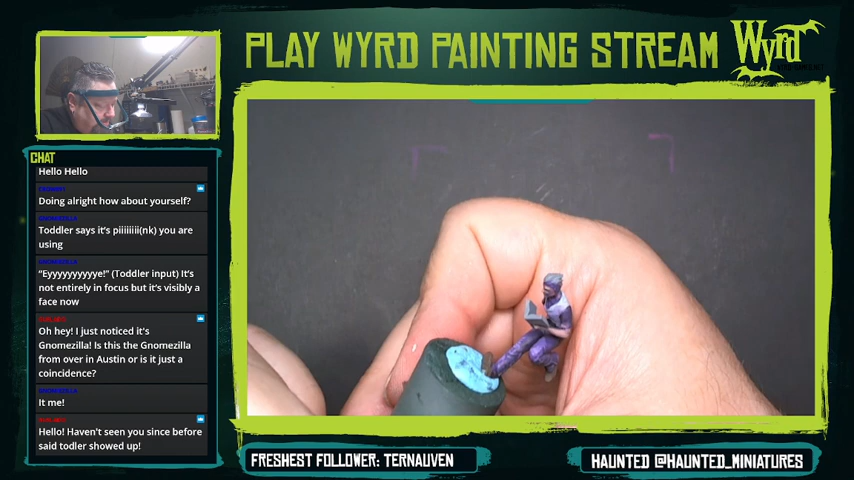 PLAY WYRD PAINTING STREAM
Wyrd
CHAT
Hello Hello
Doing alright how about yourself?
Toddler says it's piiiiiiii(nk) you are
using
"Eyyyyyyyyyye!" (Toddler input) It's
not entirely in focus but it's visibly a
face now
Oh hey! I just noticed it's
Gnomezilla! Is this the Gnomezilla
from over in Austin or is it just a
coincidence?
It me!
Hello! Haven't seen you since before
said todler showed up!
FRESHEST FOLLOWER: TERNAUVEN
HAUNTED @HAUNTED_MINIATURES